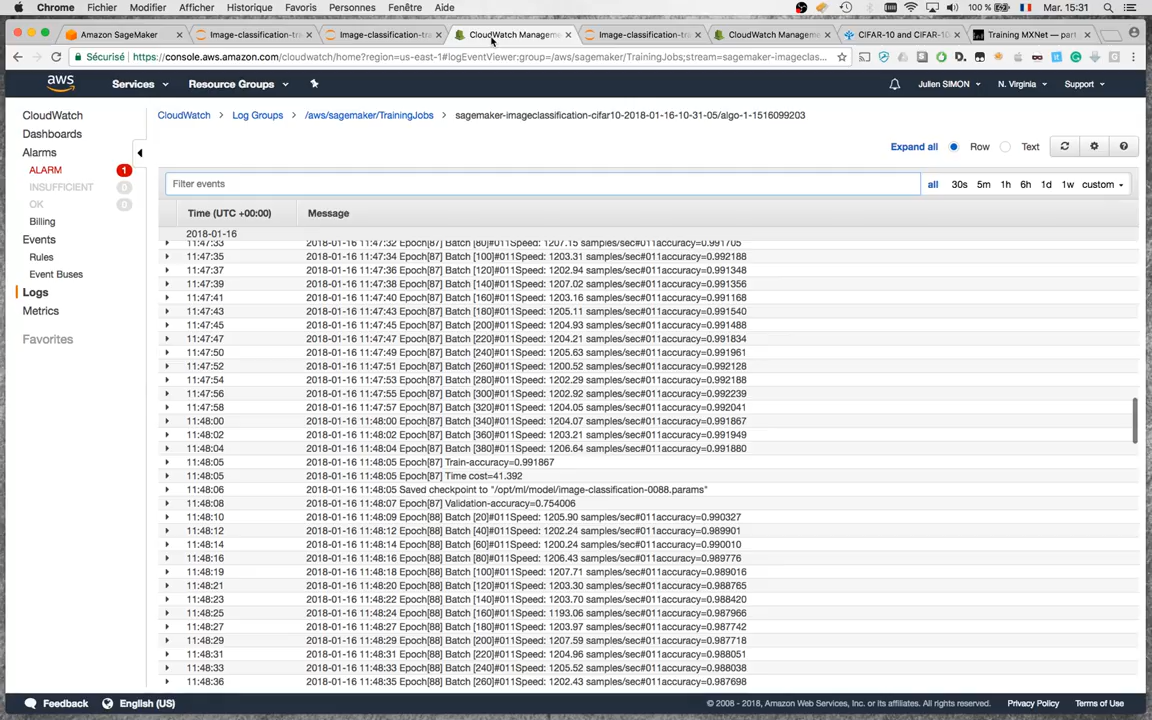 Chrome Fichier Modifier Afficher Historique Favoris Personnes Fenêtre Aide 100 % Mar. 15:31
Amazon SageMaker × Image-classification-tra × Image-classification-tra × CloudWatch Manageme × Image-classification-tra × CloudWatch Manageme × CIFAR-10 and CIFAR-10 × Training MXNet — part ×
Sécurisé https://console.aws.amazon.com/cloudwatch/home?region=us-east-1#logEventViewer:group=/aws/sagemaker/TrainingJobs;stream=sagemaker-imageclass...
aws Services Resource Groups Julien SIMON N. Virginia Support
CloudWatch
Dashboards
Alarms
ALARM 1
INSUFFICIENT 0
OK 0
Billing
Events
Rules
Event Buses
Logs
Metrics
Favorites
CloudWatch Log Groups /aws/sagemaker/TrainingJobs sagemaker-imageclassification-cifar10-2018-01-16-10-31-05/algo-1-1516099203
Expand all Row Text
Filter events all 30s 5m 1h 6h 1d 1w custom
Time (UTC +00:00) Message
2018-01-16
11:47:33 2018-01-16 11:47:32 Epoch[87] Batch [80]#011Speed: 1207.15 samples/sec#011accuracy=0.991705
11:47:35 2018-01-16 11:47:34 Epoch[87] Batch [100]#011Speed: 1203.31 samples/sec#011accuracy=0.992188
11:47:37 2018-01-16 11:47:36 Epoch[87] Batch [120]#011Speed: 1202.94 samples/sec#011accuracy=0.991348
11:47:39 2018-01-16 11:47:38 Epoch[87] Batch [140]#011Speed: 1207.02 samples/sec#011accuracy=0.991356
11:47:41 2018-01-16 11:47:40 Epoch[87] Batch [160]#011Speed: 1203.16 samples/sec#011accuracy=0.991168
11:47:43 2018-01-16 11:47:43 Epoch[87] Batch [180]#011Speed: 1205.11 samples/sec#011accuracy=0.991540
11:47:45 2018-01-16 11:47:45 Epoch[87] Batch [200]#011Speed: 1204.93 samples/sec#011accuracy=0.991488
11:47:47 2018-01-16 11:47:47 Epoch[87] Batch [220]#011Speed: 1204.21 samples/sec#011accuracy=0.991834
11:47:50 2018-01-16 11:47:49 Epoch[87] Batch [240]#011Speed: 1205.63 samples/sec#011accuracy=0.991961
11:47:52 2018-01-16 11:47:51 Epoch[87] Batch [260]#011Speed: 1200.52 samples/sec#011accuracy=0.992128
11:47:54 2018-01-16 11:47:53 Epoch[87] Batch [280]#011Speed: 1202.29 samples/sec#011accuracy=0.992188
11:47:56 2018-01-16 11:47:55 Epoch[87] Batch [300]#011Speed: 1202.92 samples/sec#011accuracy=0.992239
11:47:58 2018-01-16 11:47:57 Epoch[87] Batch [320]#011Speed: 1204.05 samples/sec#011accuracy=0.992041
11:48:00 2018-01-16 11:48:00 Epoch[87] Batch [340]#011Speed: 1204.07 samples/sec#011accuracy=0.991867
11:48:02 2018-01-16 11:48:02 Epoch[87] Batch [360]#011Speed: 1203.21 samples/sec#011accuracy=0.991949
11:48:04 2018-01-16 11:48:04 Epoch[87] Batch [380]#011Speed: 1206.64 samples/sec#011accuracy=0.991880
11:48:05 2018-01-16 11:48:05 Epoch[87] Train-accuracy=0.991867
11:48:05 2018-01-16 11:48:05 Epoch[87] Time cost=41.392
11:48:06 2018-01-16 11:48:05 Saved checkpoint to "/opt/ml/model/image-classification-0088.params"
11:48:08 2018-01-16 11:48:07 Epoch[87] Validation-accuracy=0.754006
11:48:10 2018-01-16 11:48:09 Epoch[88] Batch [20]#011Speed: 1205.90 samples/sec#011accuracy=0.990327
11:48:12 2018-01-16 11:48:12 Epoch[88] Batch [40]#011Speed: 1202.24 samples/sec#011accuracy=0.989901
11:48:14 2018-01-16 11:48:14 Epoch[88] Batch [60]#011Speed: 1200.24 samples/sec#011accuracy=0.990010
11:48:16 2018-01-16 11:48:16 Epoch[88] Batch [80]#011Speed: 1206.43 samples/sec#011accuracy=0.989776
11:48:19 2018-01-16 11:48:18 Epoch[88] Batch [100]#011Speed: 1207.71 samples/sec#011accuracy=0.989016
11:48:21 2018-01-16 11:48:20 Epoch[88] Batch [120]#011Speed: 1203.30 samples/sec#011accuracy=0.988765
11:48:23 2018-01-16 11:48:22 Epoch[88] Batch [140]#011Speed: 1203.70 samples/sec#011accuracy=0.988420
11:48:25 2018-01-16 11:48:24 Epoch[88] Batch [160]#011Speed: 1193.06 samples/sec#011accuracy=0.987966
11:48:27 2018-01-16 11:48:27 Epoch[88] Batch [180]#011Speed: 1203.97 samples/sec#011accuracy=0.987742
11:48:29 2018-01-16 11:48:29 Epoch[88] Batch [200]#011Speed: 1207.59 samples/sec#011accuracy=0.987718
11:48:31 2018-01-16 11:48:31 Epoch[88] Batch [220]#011Speed: 1204.96 samples/sec#011accuracy=0.988051
11:48:33 2018-01-16 11:48:33 Epoch[88] Batch [240]#011Speed: 1205.52 samples/sec#011accuracy=0.988038
11:48:36 2018-01-16 11:48:35 Epoch[88] Batch [260]#011Speed: 1202.43 samples/sec#011accuracy=0.987698
Feedback English (US) © 2008 - 2018, Amazon Web Services, Inc. or its affiliates. All rights reserved. Privacy Policy Terms of Use